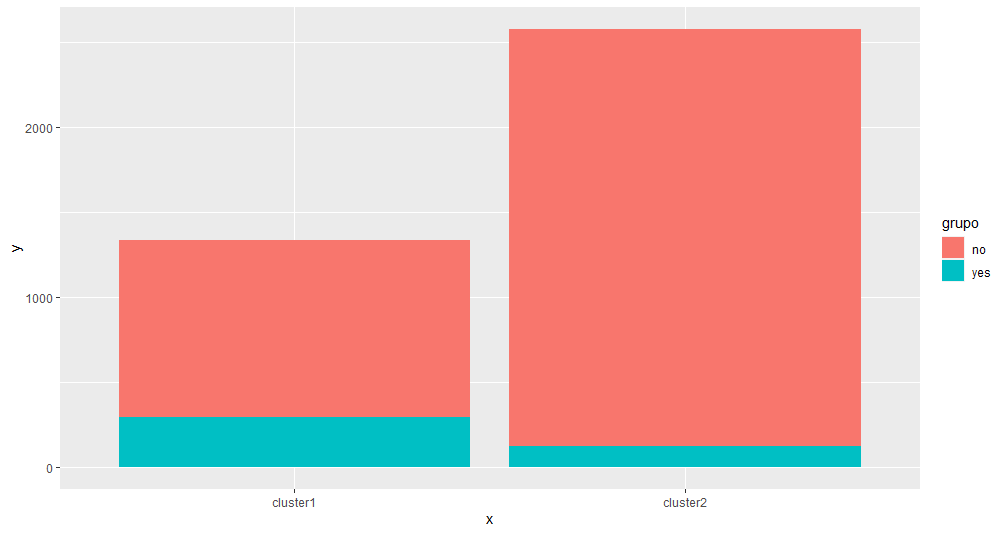 y
2000
1000
0
cluster1
cluster2
x
grupo
no
yes